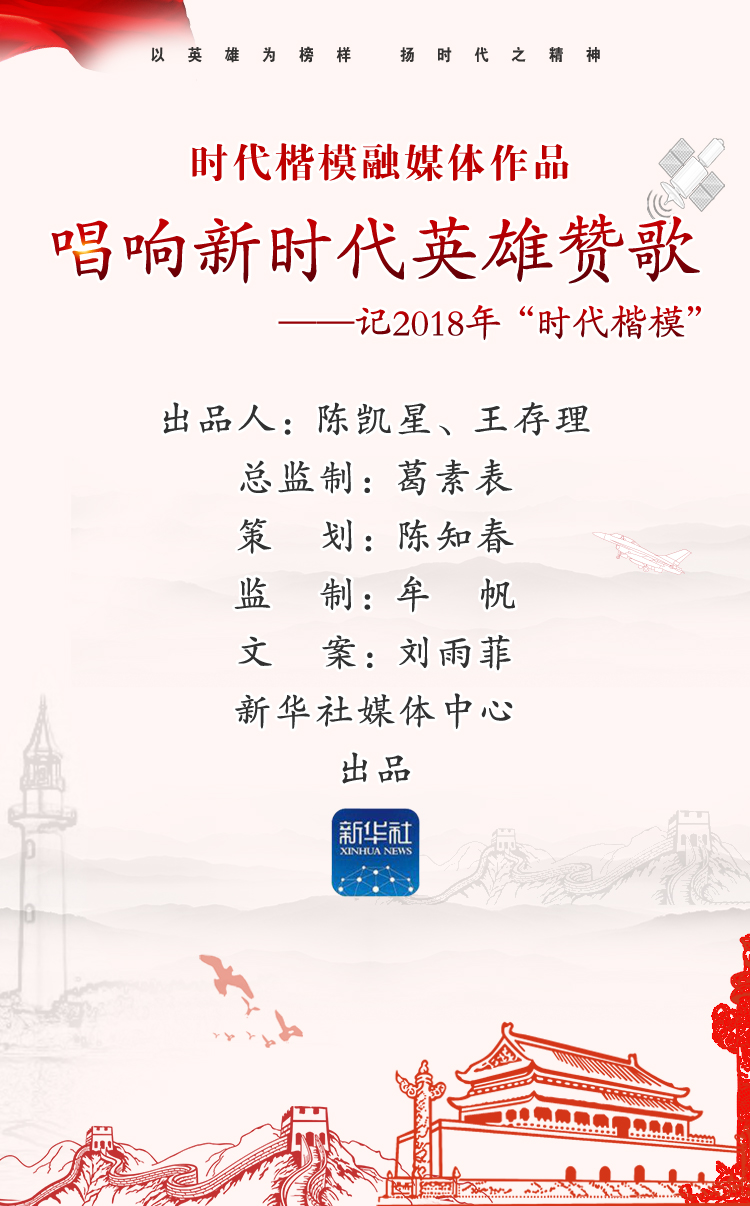 以英雄为榜样 扬时代之精神
时代楷模融媒体作品
唱响新时代英雄赞歌
——记2018年“时代楷模”
出品人：陈凯星、王存理
总监制：葛素表
策 划：陈知春
监 制：牟 帆
文 案：刘雨菲
新华社媒体中心
出品
新华社
XINHUA NEWS